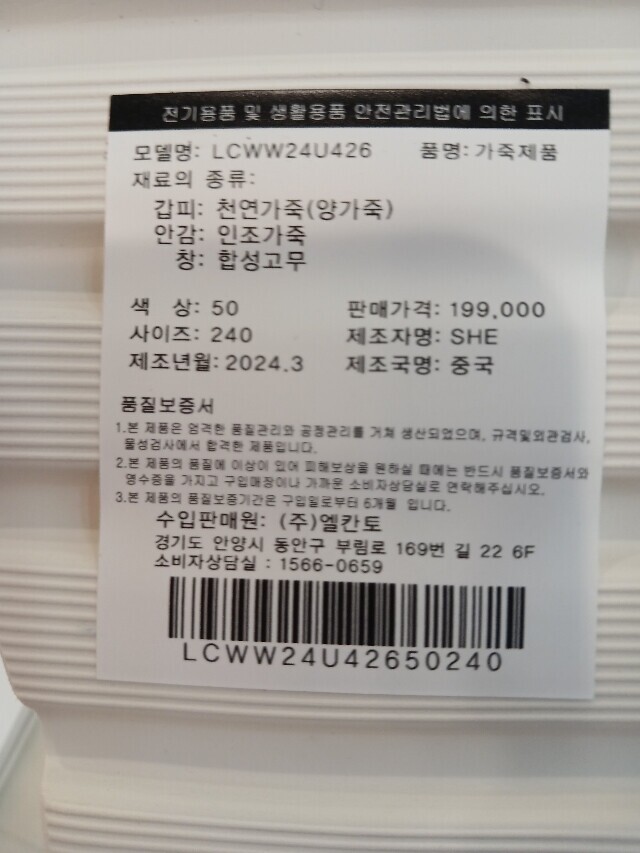 전기용품 및 생활용품 안전관리법에 의한 표시
모델명: LCWW24U426 품명: 가죽제품
재료의 종류:
갑피: 천연가죽(양가죽)
안감: 인조가죽
창: 합성고무
색 상: 50 판매가격: 199,000
사이즈: 240 제조자명: SHE
제조년월: 2024.3 제조국명: 중국
품질보증서
1.본 제품은 엄격한 품질관리와 공정관리를 거쳐 생산되었으며, 규격및외관검사,
물성검사에서 합격한 제품입니다.
2.본 제품의 품질에 이상이 있어 피해보상을 원하실 때에는 반드시 품질보증서와
영수증을 가지고 구입매장이나 가까운 소비자상담실로 연락해주십시오.
3.본 제품의 품질보증기간은 구입일로부터 6개월 입니다.
수입판매원: (주)엘칸토
경기도 안양시 동안구 부림로 169번 길 22 6F
소비자상담실 : 1566-0659
LCWW24U42650240